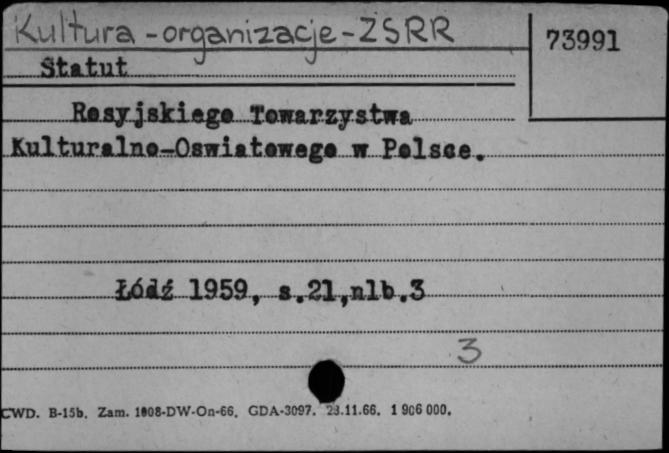 Kultura - organizacje - ZSRR
73991
Statut
Rosyjskiego Towarzystwa
Kulturalno-Oswiatowego w Polsce.
Łódź 1959, s.21,nlb.3
3
CWD. B-15b. Zam. 1808-DW-On-66. GDA-3097. 23.11.66. 1 906 000.